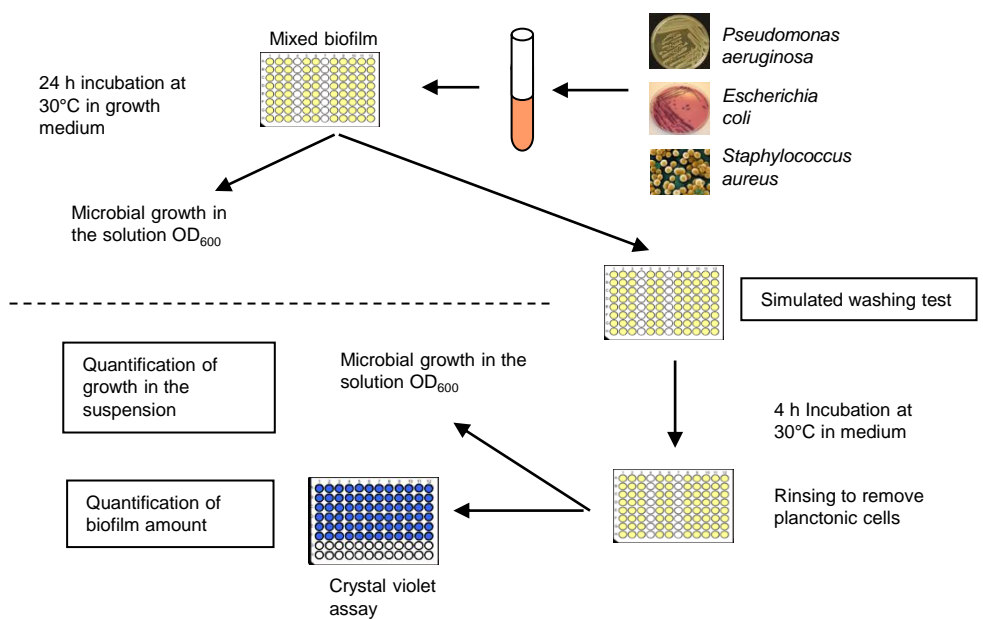 Mixed biofilm
24 h incubation at
30°C in growth
medium
Pseudomonas
aeruginosa
Escherichia
coli
Staphylococcus
aureus
Microbial growth in
the solution OD600
Simulated washing test
Quantification of
growth in the
suspension
Microbial growth in the
solution OD600
4 h Incubation at
30°C in medium
Quantification of
biofilm amount
Rinsing to remove
planctonic cells
Crystal violet
assay